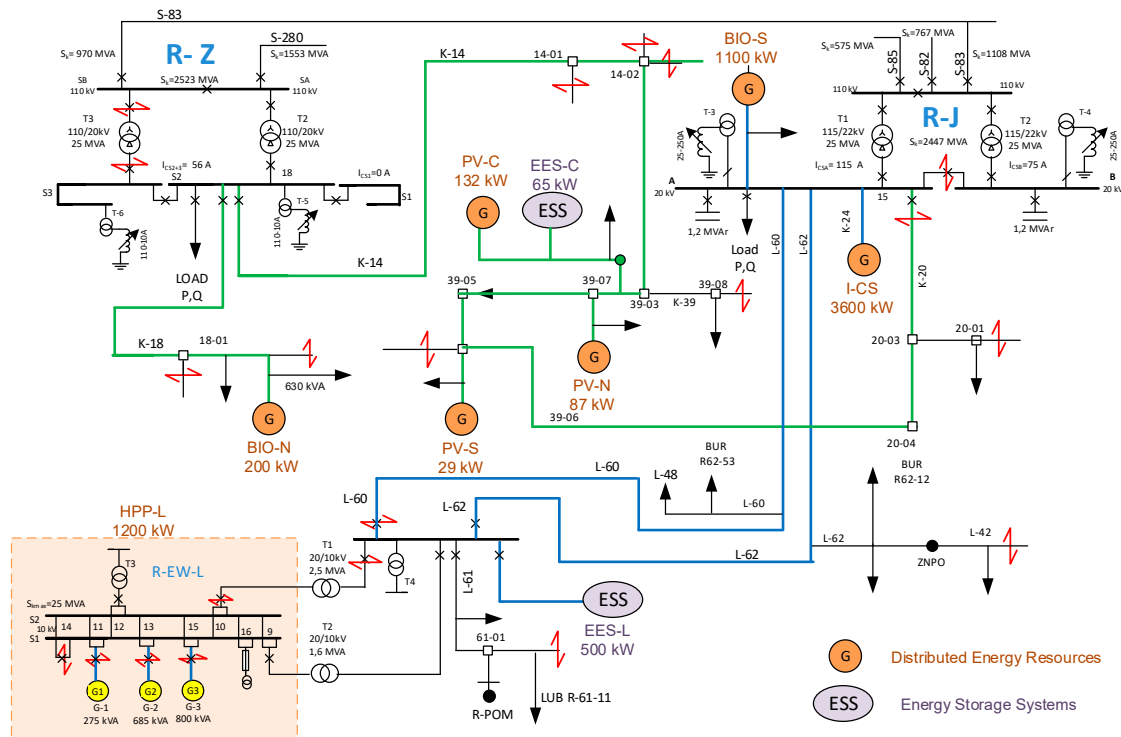 S-83
S-280
Sₖ= 970 MVA
Sₖ=1553 MVA
R- Z
Sₖ=2523 MVA
SB
110 kV
SA
110 kV
T3
110/20kV
25 MVA
T2
110/20kV
25 MVA
I_CS2+3= 56 A
I_CS1=0 A
S3
S2
18
S1
T-6
110-10A
T-5
110-10A
LOAD
P,Q
K-14
K-14
14-01
14-02
K-18
18-01
630 kVA
G
BIO-N
200 kW
PV-C
132 kW
G
EES-C
65 kW
ESS
39-05
39-07
39-03
K-39
39-08
G
PV-N
87 kW
G
PV-S
29 kW
39-06
BIO-S
1100 kW
G
T-3
25-250A
A
20 kV
1,2 MVAr
Load
P,Q
L-60
L-62
K-24
G
I-CS
3600 kW
Sₖ=575 MVA
Sₖ=767 MVA
Sₖ=1108 MVA
S-85
S-82
S-83
110kV
110 kV
R-J
T1
115/22kV
25 MVA
T2
115/22kV
25 MVA
Sₖ=2447 MVA
I_CSA= 115 A
I_CSB=75 A
15
T-4
25-250A
B
20 kV
1,2 MVAr
K-20
20-03
20-01
20-04
BUR
R62-53
L-48
L-60
L-60
L-60
BUR
R62-12
L-62
ZNPO
L-42
L-62
L-62
HPP-L
1200 kW
R-EW-L
T3
Sₖₘₐₓ=25 MVA
S2
10 kV
S1
14
11
12
13
15
10
16
9
G1
G2
G3
G-1
275 kVA
G-2
685 kVA
G-3
800 kVA
T1
20/10kV
2,5 MVA
T2
20/10kV
1,6 MVA
T4
L-61
61-01
R-POM
LUB R-61-11
ESS
EES-L
500 kW
G
Distributed Energy Resources
ESS
Energy Storage Systems